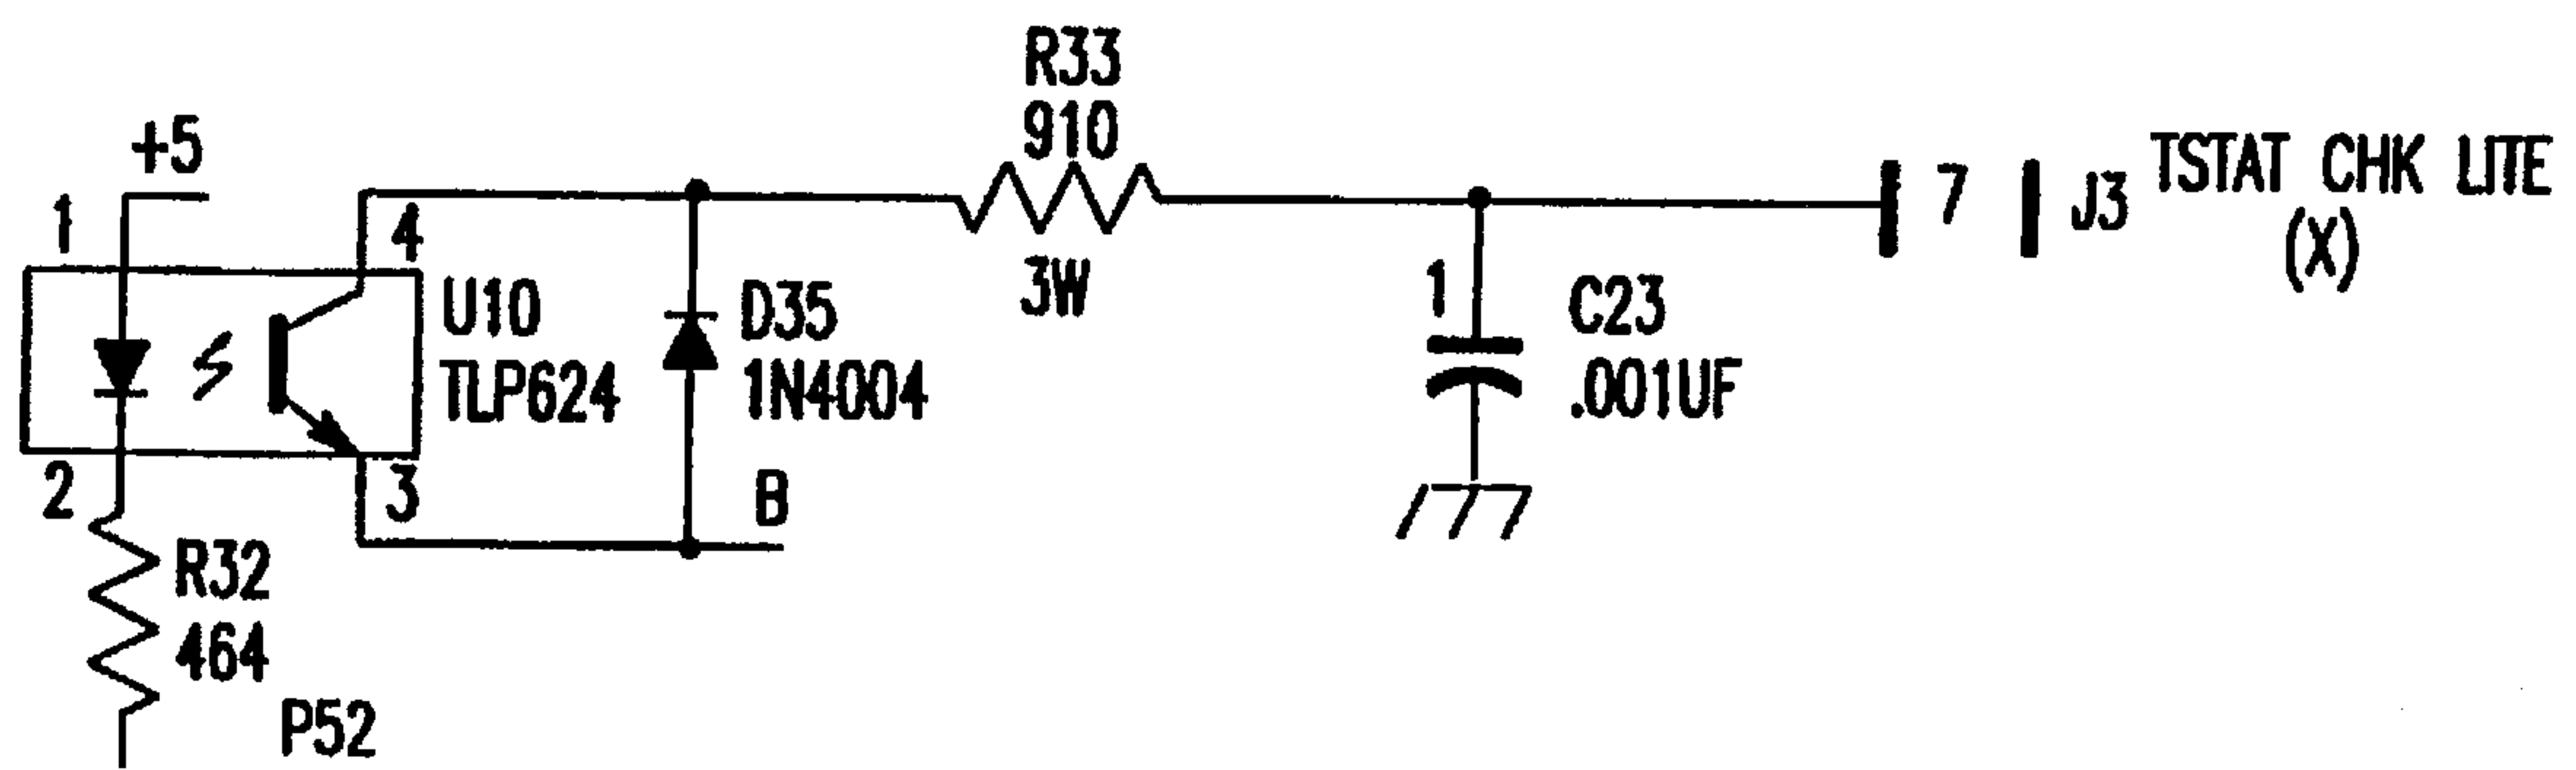 R33
910
3W
+5
1
4
U10
TLP624
2
3
D35
1N4004
B
R32
464
P52
1
C23
.001UF
7
J3
TSTAT CHK LITE
(X)